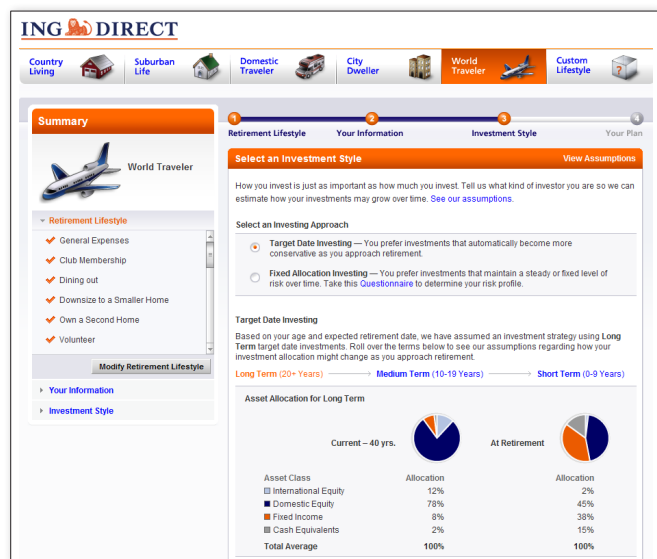 ING DIRECT
Country Living
Suburban Life
Domestic Traveler
City Dweller
World Traveler
Custom Lifestyle
?
Summary
World Traveler
Retirement Lifestyle
General Expenses
Club Membership
Dining out
Downsize to a Smaller Home
Own a Second Home
Volunteer
Modify Retirement Lifestyle
Your Information
Investment Style
1 2 3 4
Retirement Lifestyle Your Information Investment Style Your Plan
Select an Investment Style View Assumptions
How you invest is just as important as how much you invest. Tell us what kind of investor you are so we can
estimate how your investments may grow over time. See our assumptions.
Select an Investing Approach
Target Date Investing — You prefer investments that automatically become more
conservative as you approach retirement.
Fixed Allocation Investing — You prefer investments that maintain a steady or fixed level of
risk over time. Take this Questionnaire to determine your risk profile.
Target Date Investing
Based on your age and expected retirement date, we have assumed an investment strategy using Long
Term target date investments. Roll over the terms below to see our assumptions regarding how your
investment allocation might change as you approach retirement.
Long Term (20+ Years) Medium Term (10-19 Years) Short Term (0-9 Years)
Asset Allocation for Long Term
Current – 40 yrs. At Retirement
Asset Class Allocation Allocation
International Equity 12% 2%
Domestic Equity 78% 45%
Fixed Income 8% 38%
Cash Equivalents 2% 15%
Total Average 100% 100%